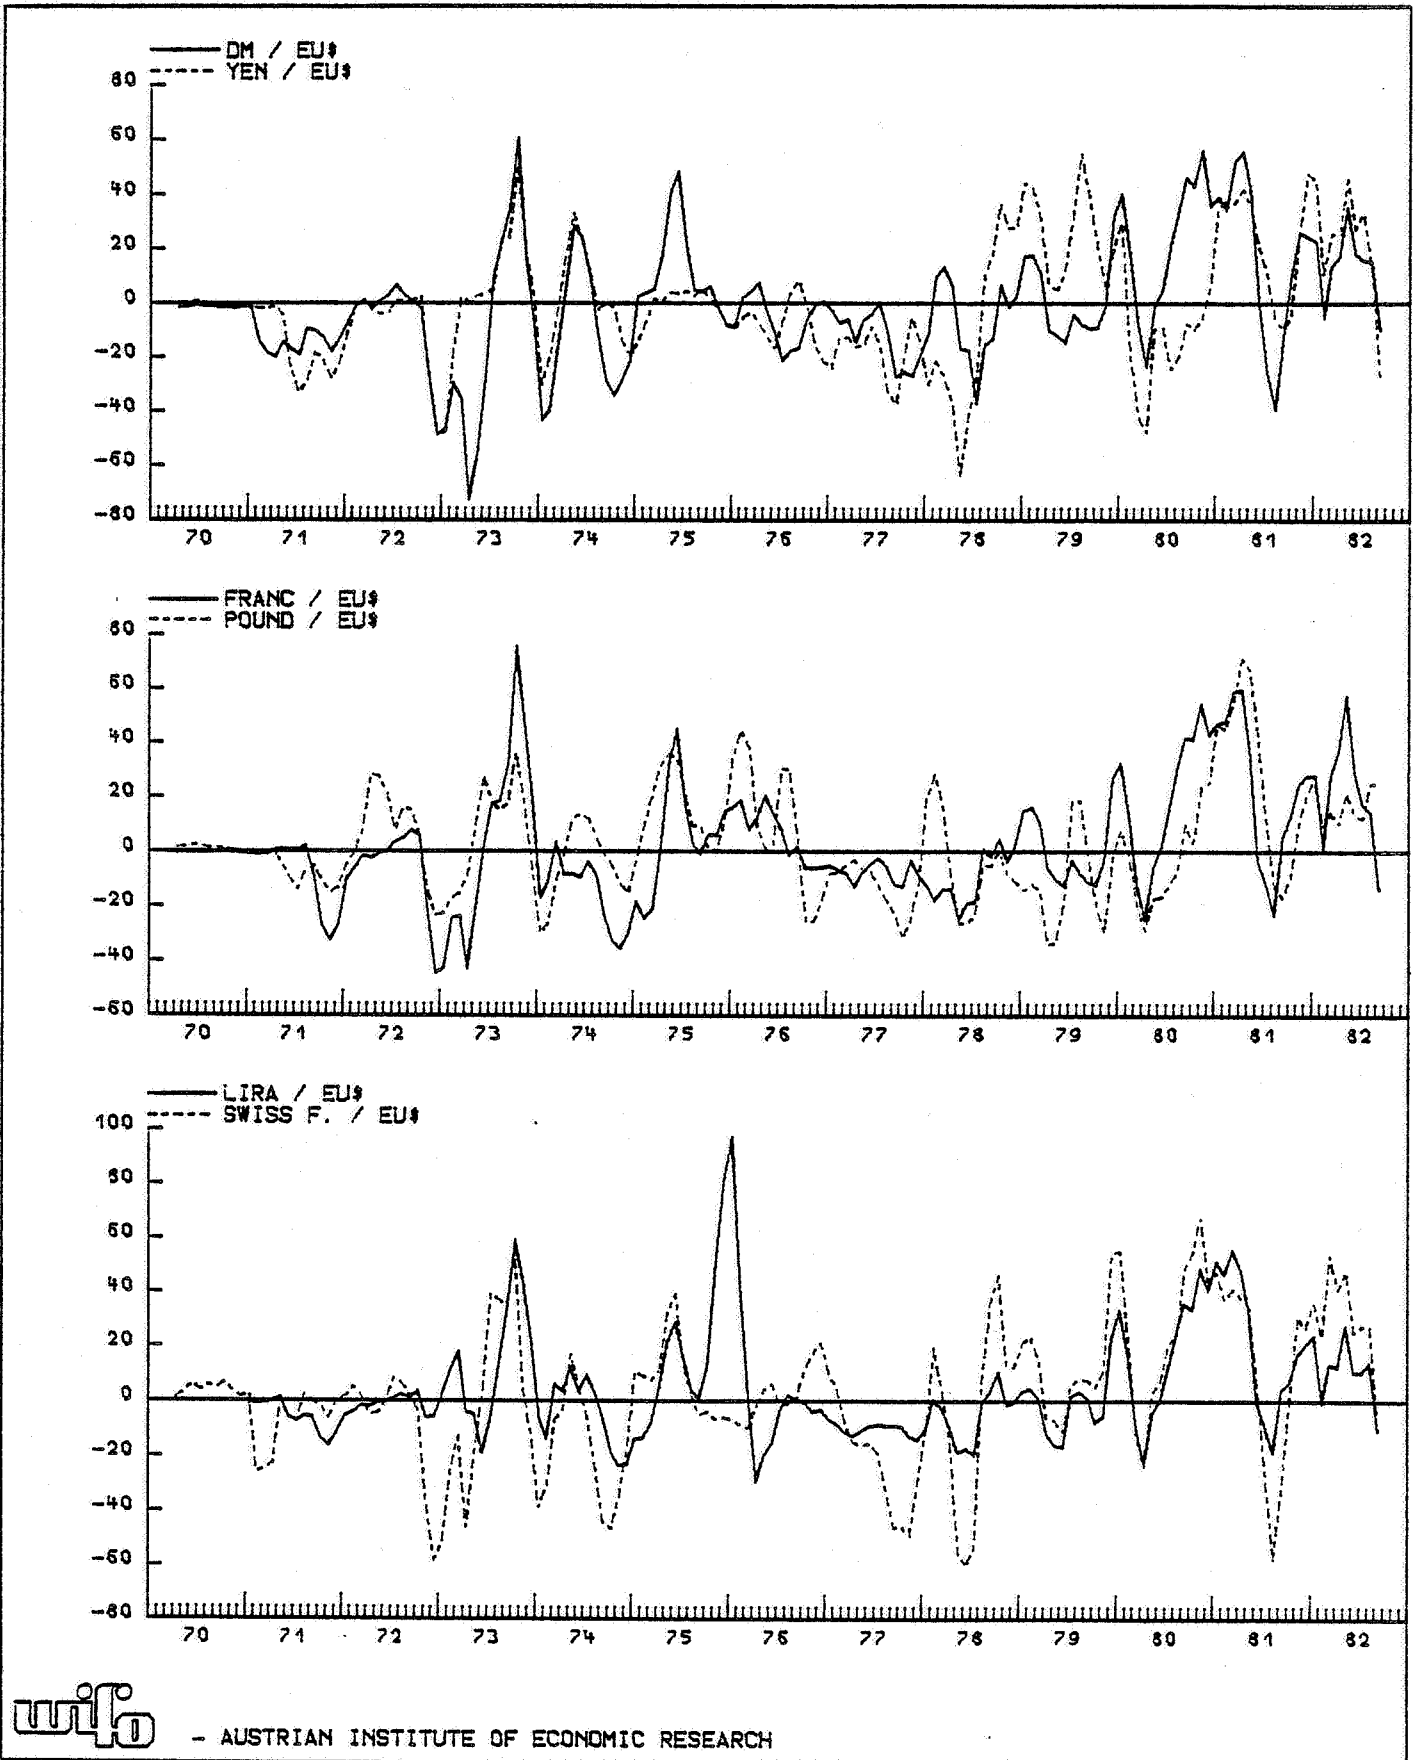 DM / EU$
YEN / EU$
80
60
40
20
0
-20
-40
-60
-80
70 71 72 73 74 75 76 77 78 79 80 81 82
FRANC / EU$
POUND / EU$
80
60
40
20
0
-20
-40
-60
70 71 72 73 74 75 76 77 78 79 80 81 82
LIRA / EU$
SWISS F. / EU$
100
80
60
40
20
0
-20
-40
-60
-80
70 71 72 73 74 75 76 77 78 79 80 81 82
wifo - AUSTRIAN INSTITUTE OF ECONOMIC RESEARCH